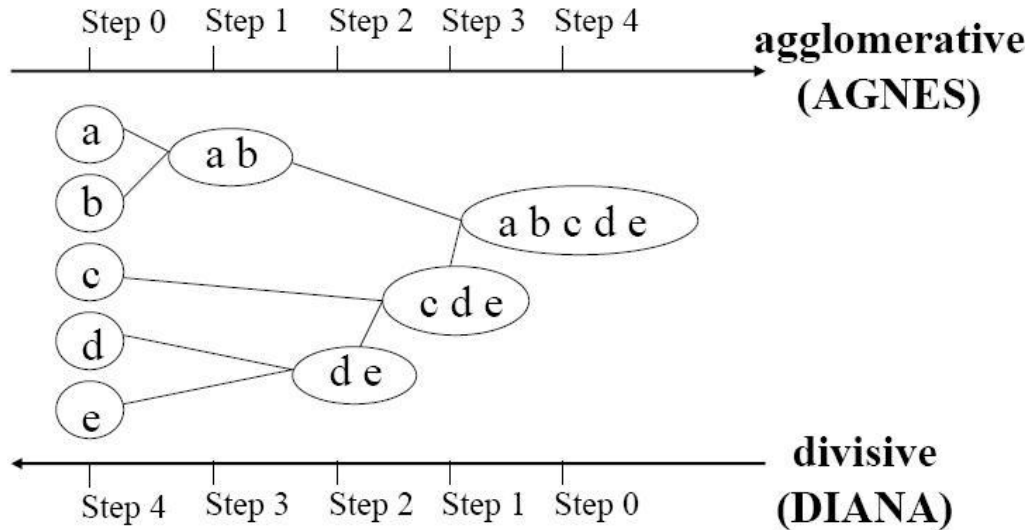 Step 0 Step 1 Step 2 Step 3 Step 4
agglomerative
(AGNES)
a
a b
b
a b c d e
c
c d e
d
d e
e
divisive
(DIANA)
Step 4 Step 3 Step 2 Step 1 Step 0